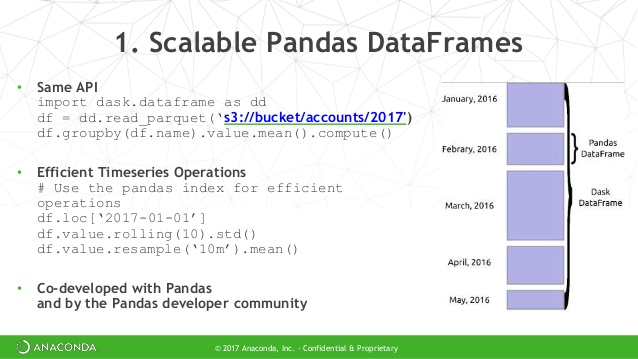 1. Scalable Pandas DataFrames
• Same API
import dask.dataframe as dd
df = dd.read_parquet(‘s3://bucket/accounts/2017')
df.groupby(df.name).value.mean().compute()
• Efficient Timeseries Operations
# Use the pandas index for efficient
operations
df.loc[‘2017-01-01’]
df.value.rolling(10).std()
df.value.resample(‘10m’).mean()
• Co-developed with Pandas
and by the Pandas developer community
January, 2016
Febrary, 2016
March, 2016
April, 2016
May, 2016
Pandas
DataFrame
Dask
DataFrame
ANACONDA
© 2017 Anaconda, Inc. - Confidential & Proprietary